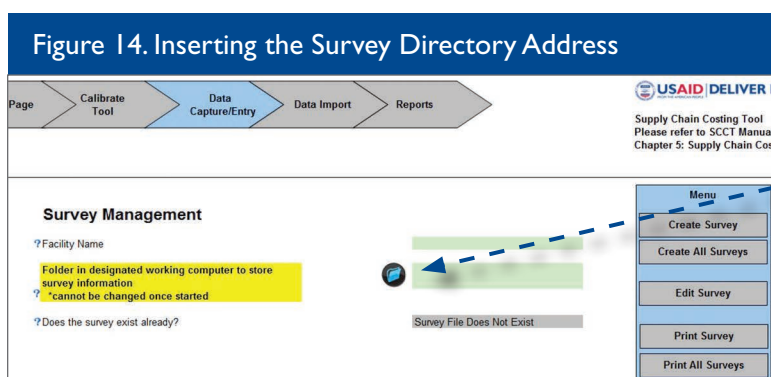 Figure 14. Inserting the Survey Directory Address
Page
Calibrate
Tool
Data
Capture/Entry
Data Import
Reports
USAID DELIVER
Supply Chain Costing Tool
Please refer to SCCT Manua
Chapter 5: Supply Chain Cos
Survey Management
? Facility Name
Folder in designated working computer to store
survey information
? *cannot be changed once started
? Does the survey exist already?
Survey File Does Not Exist
Menu
Create Survey
Create All Surveys
Edit Survey
Print Survey
Print All Surveys